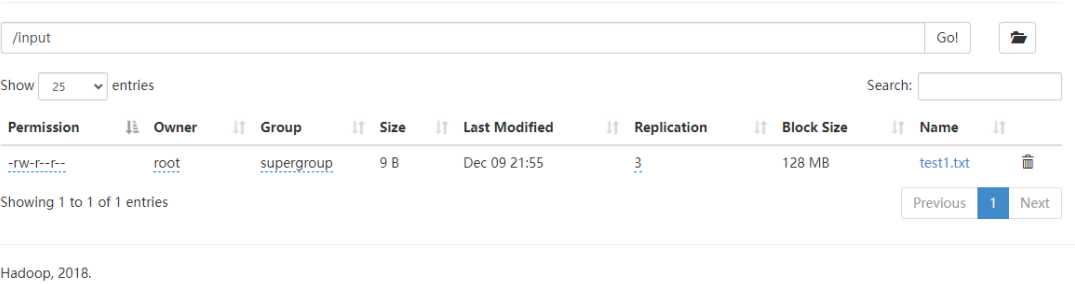 /input Go!
Show 25 entries Search:
Permission Owner Group Size Last Modified Replication Block Size Name
-rw-r--r-- root supergroup 9 B Dec 09 21:55 3 128 MB test1.txt
Showing 1 to 1 of 1 entries Previous 1 Next
Hadoop, 2018.